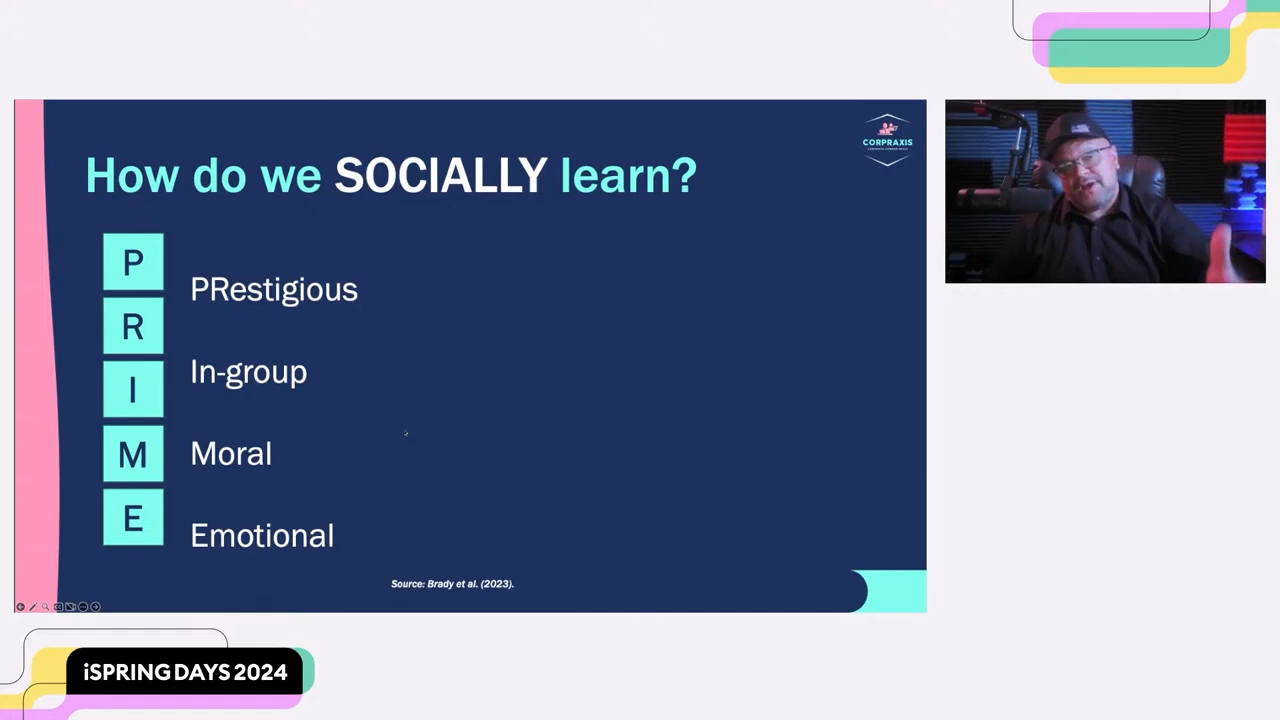 CORPRAXIS
How do we SOCIALLY learn?
P
R
I
M
E
PRestigious
In-group
Moral
Emotional
Source: Brady et al. (2023).
iSPRING DAYS 2024